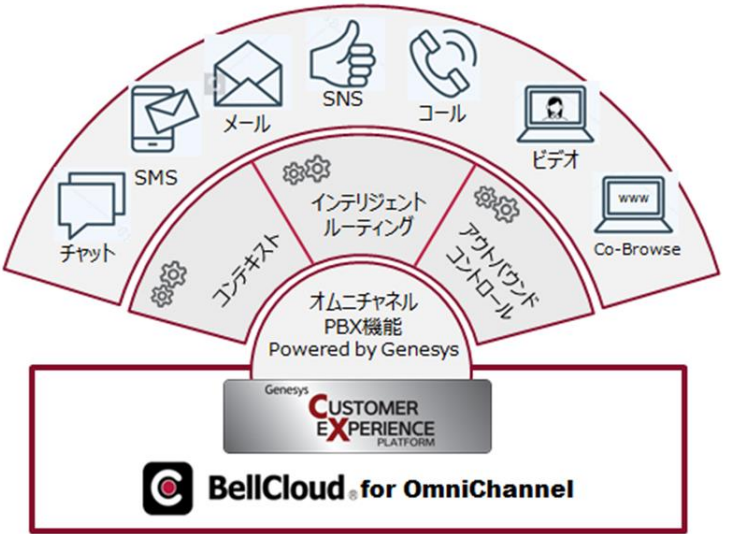 チャット
SMS
メール
SNS
コール
ビデオ
www
Co-Browse
コンテキスト
インテリジェント
ルーティング
アウトバウンド
コントロール
オムニチャネル
PBX機能
Powered by Genesys
Genesys
CUSTOMER
EXPERIENCE
PLATFORM
BellCloud® for OmniChannel